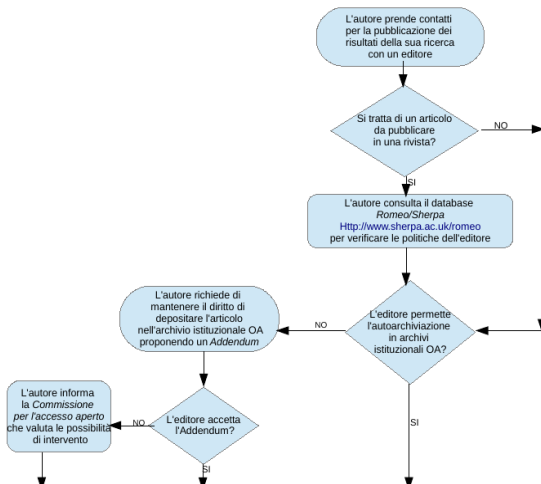 L'autore prende contatti
per la pubblicazione dei
risultati della sua ricerca
con un editore
Si tratta di un articolo
da pubblicare
in una rivista?
NO
SI
L'autore consulta il database
Romeo/Sherpa
Http://www.sherpa.ac.uk/romeo
per verificare le politiche dell'editore
L'editore permette
l'autoarchiviazione
in archivi
istituzionali OA?
NO
SI
L'autore richiede di
mantenere il diritto di
depositare l'articolo
nell'archivio istituzionale OA
proponendo un Addendum
L'editore accetta
l'Addendum?
NO
SI
L'autore informa
la Commissione
per l'accesso aperto
che valuta le possibilità
di intervento